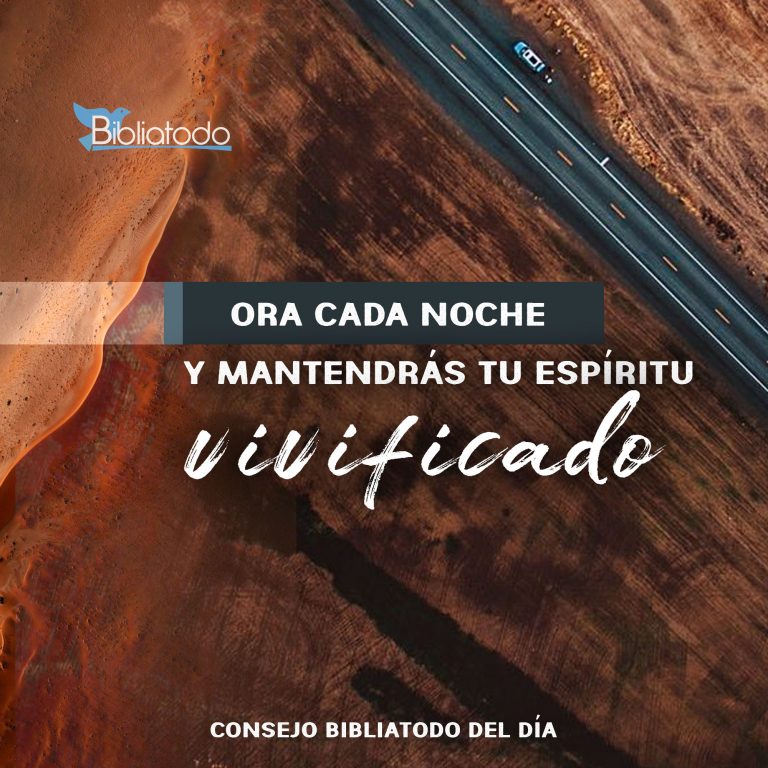 Bibliatodo
ORA CADA NOCHE
Y MANTENDRÁS TU ESPÍRITU
vivificado
CONSEJO BIBLIATODO DEL DÍA